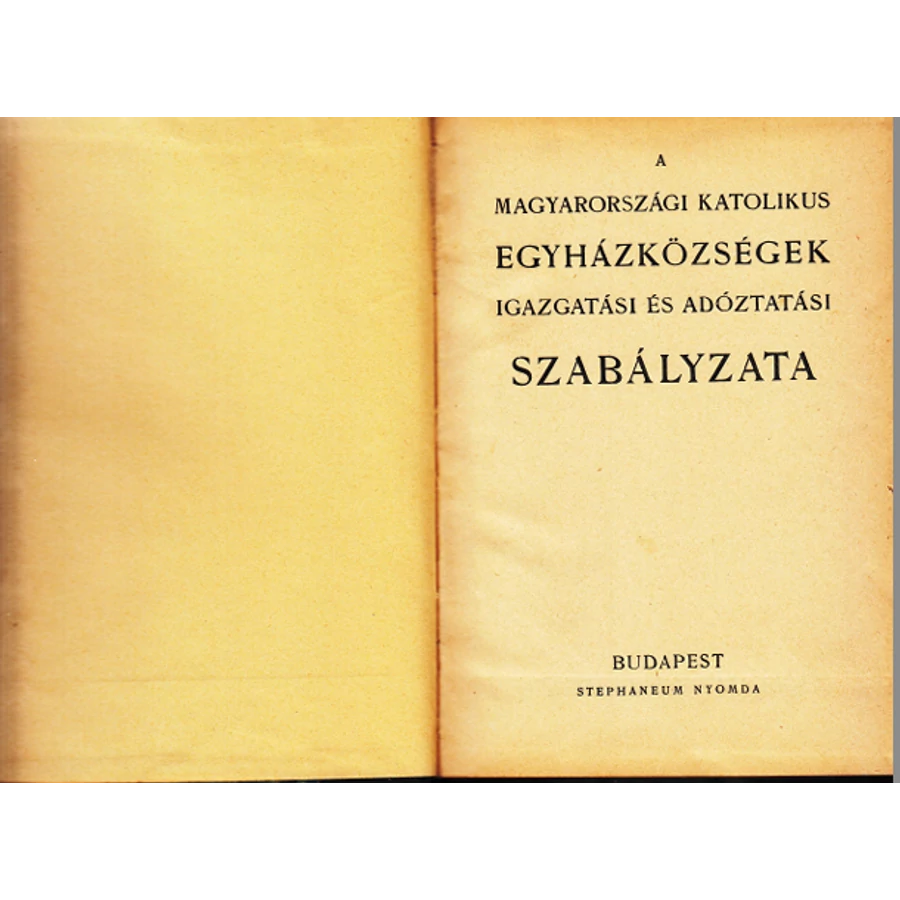 A
MAGYARORSZÁGI KATOLIKUS
EGYHÁZKÖZSÉGEK
IGAZGATÁSI ÉS ADÓZTATÁSI
SZABÁLYZATA
BUDAPEST
STEPHANEUM NYOMDA